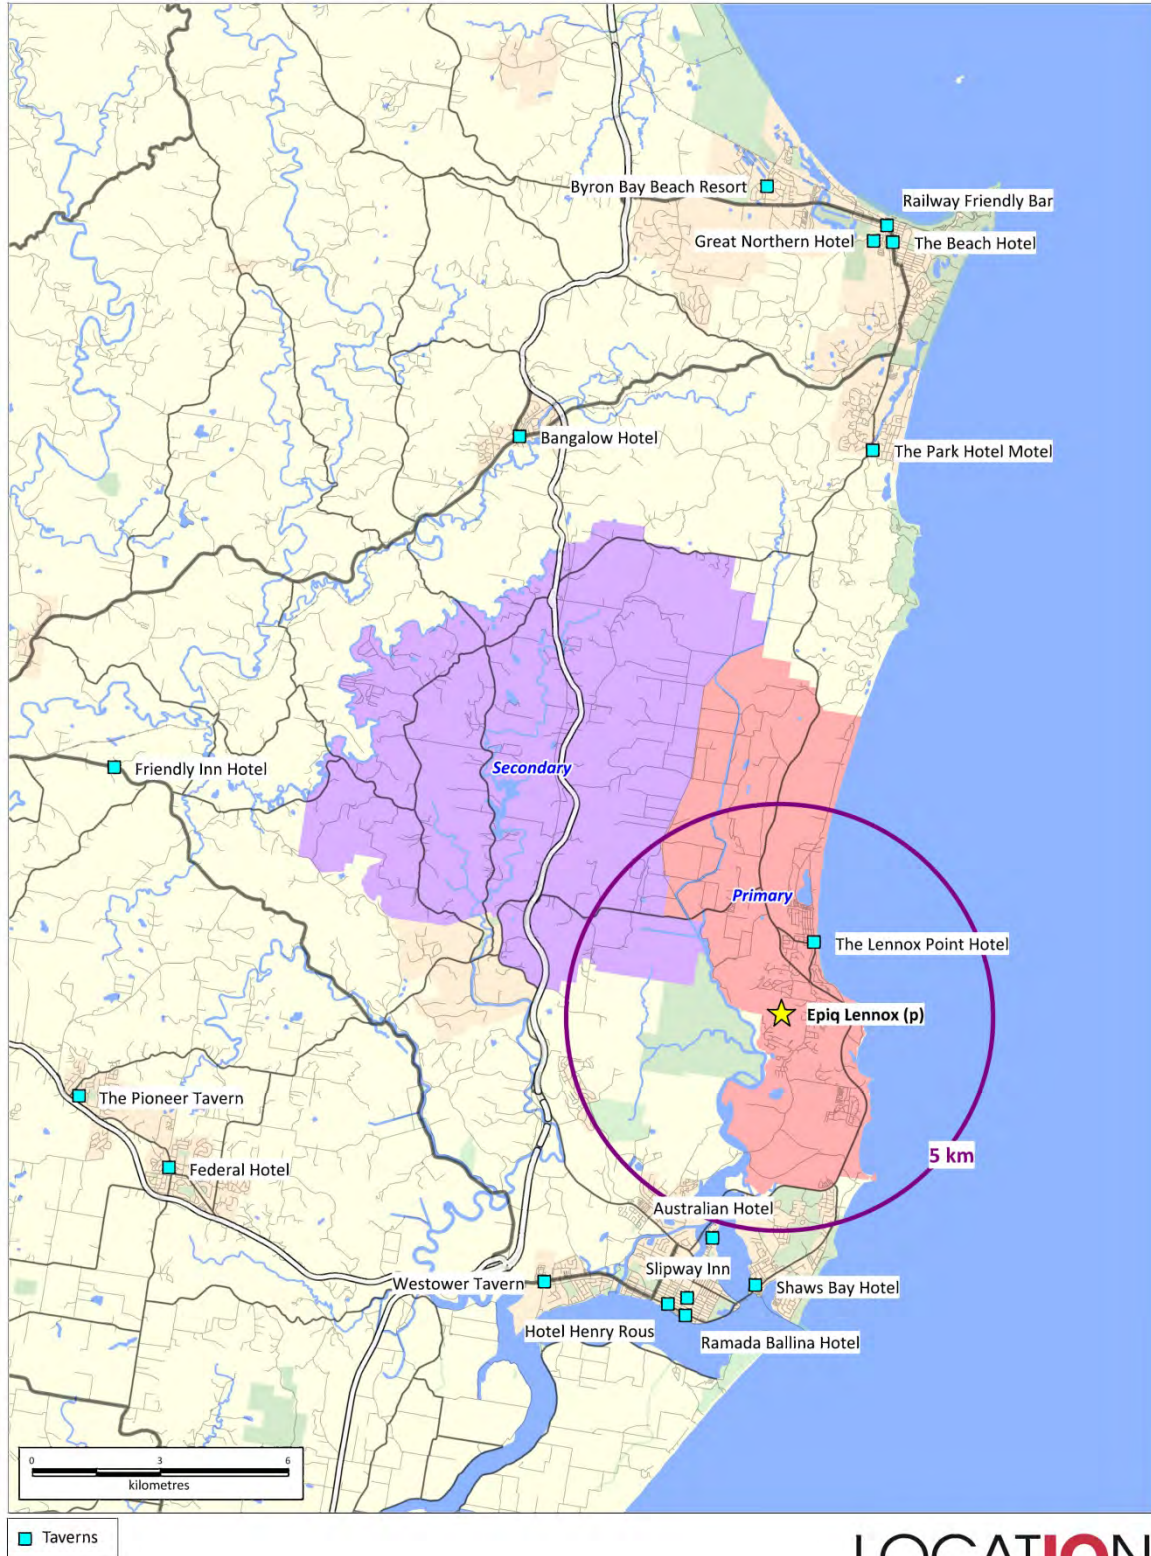 Byron Bay Beach Resort
Railway Friendly Bar
Great Northern Hotel
The Beach Hotel
Bangalow Hotel
The Park Hotel Motel
Friendly Inn Hotel
Secondary
Primary
The Lennox Point Hotel
Epiq Lennox (p)
The Pioneer Tavern
Federal Hotel
5 km
Australian Hotel
Slipway Inn
Westower Tavern
Shaws Bay Hotel
Hotel Henry Rous
Ramada Ballina Hotel
0 3 6
kilometres
Taverns
LOCATION